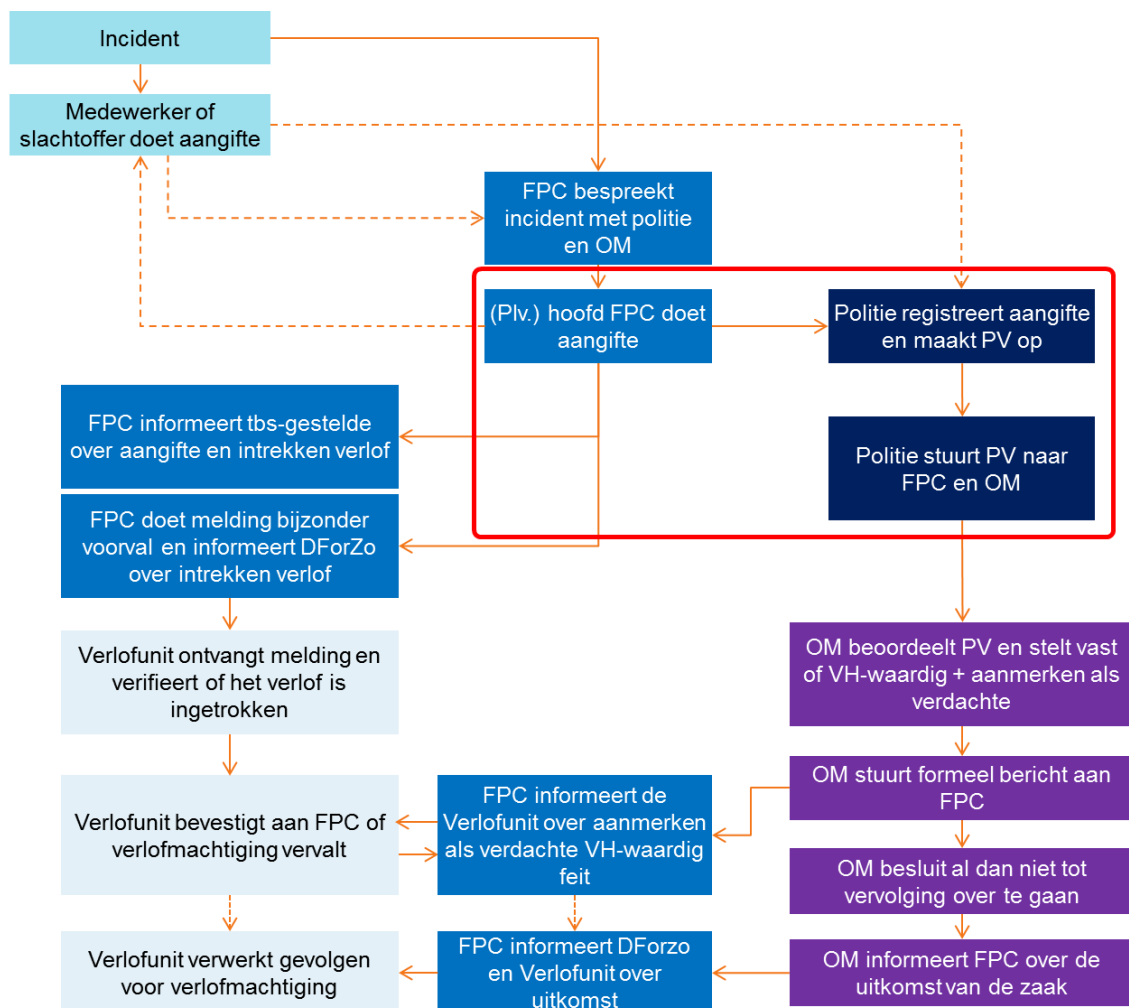 Incident
Medewerker of
slachtoffer doet aangifte
FPC bespreekt
incident met politie
en OM
(Plv.) hoofd FPC doet
aangifte
Politie registreert aangifte
en maakt PV op
FPC informeert tbs-gestelde
over aangifte en intrekken verlof
Politie stuurt PV naar
FPC en OM
FPC doet melding bijzonder
voorval en informeert DForZo
over intrekken verlof
Verlofunit ontvangt melding en
verifieert of het verlof is
ingetrokken
OM beoordeelt PV en stelt vast
of VH-waardig + aanmerken als
verdachte
OM stuurt formeel bericht aan
FPC
FPC informeert de
Verlofunit over aanmerken
als verdachte VH-waardig
feit
Verlofunit bevestigt aan FPC of
verlofmachtiging vervalt
OM besluit al dan niet tot
vervolging over te gaan
Verlofunit verwerkt gevolgen
voor verlofmachtiging
FPC informeert DForzo
en Verlofunit over
uitkomst
OM informeert FPC over de
uitkomst van de zaak